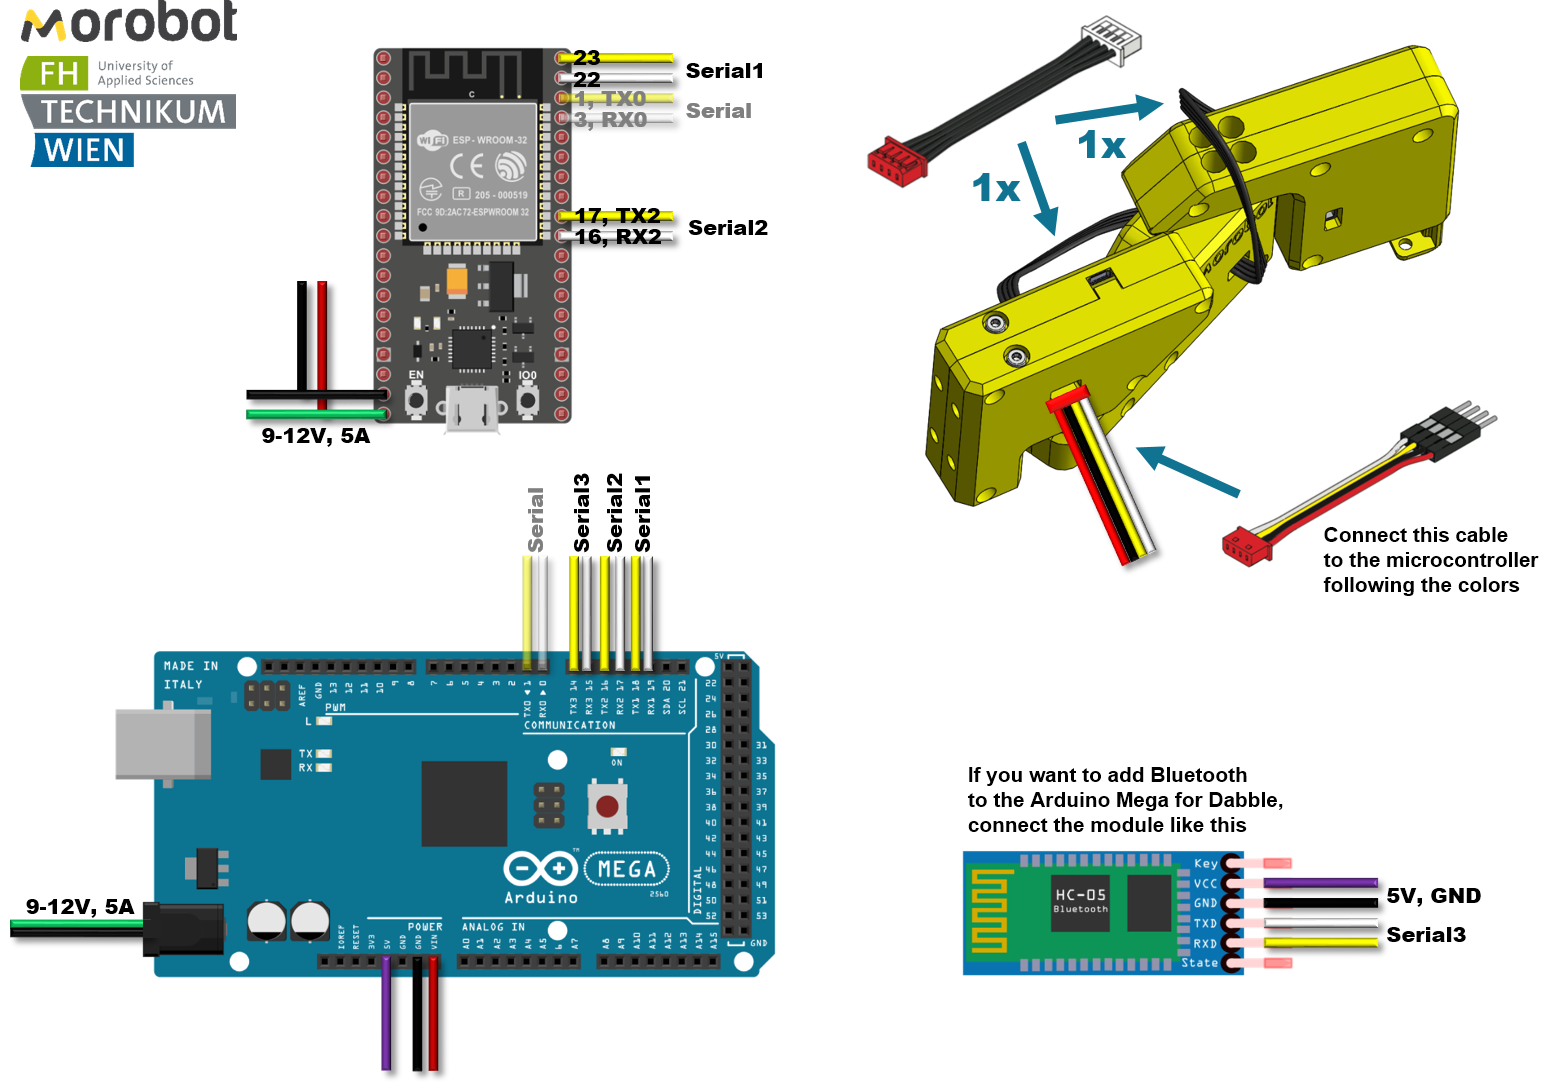 Morobot
FH University of
Applied Sciences
TECHNIKUM
WIEN
23
22
Serial1
1, TX0
3, RX0
Serial
C
WiFi ESP-WROOM-32
CE
R 205-000519
FCC 9D:2AC72-ESPWROOM 32
17, TX2
16, RX2
Serial2
EN
IO0
9-12V, 5A
1x
1x
Morobot
Connect this cable
to the microcontroller
following the colors
Serial
Serial3
Serial2
Serial1
MADE IN
ITALY
AREF
GND
13
12
11
10
9
8
7
6
5
4
3
2
TX0 1
RX0 0
TX3 14
RX3 15
TX2 16
RX2 17
TX1 18
RX1 19
SDA 20
SCL 21
PWM
COMMUNICATION
L
TX
RX
ON
5V
22
24
26
28
30 31
32 33
34 35
36 37
38 39
40 41
42 43
44 45
46 47
48 49
50 51
52 53
GND
DIGITAL
Arduino
TM
MEGA
2560
9-12V, 5A
POWER
ANALOG IN
IOREF
RESET
3V3
5V
GND
GND
VIN
A0
A1
A2
A3
A4
A5
A6
A7
A8
A9
A10
A11
A12
A13
A14
A15
If you want to add Bluetooth
to the Arduino Mega for Dabble,
connect the module like this
HC-05
Bluetooth
Key
VCC
GND
TXD
RXD
State
5V, GND
Serial3